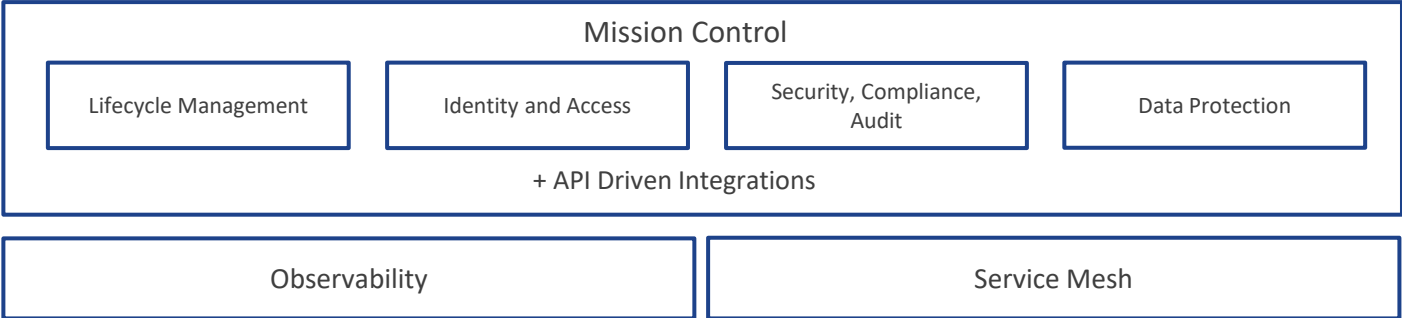 Mission Control
Lifecycle Management
Identity and Access
Security, Compliance,
Audit
Data Protection
+ API Driven Integrations
Observability
Service Mesh